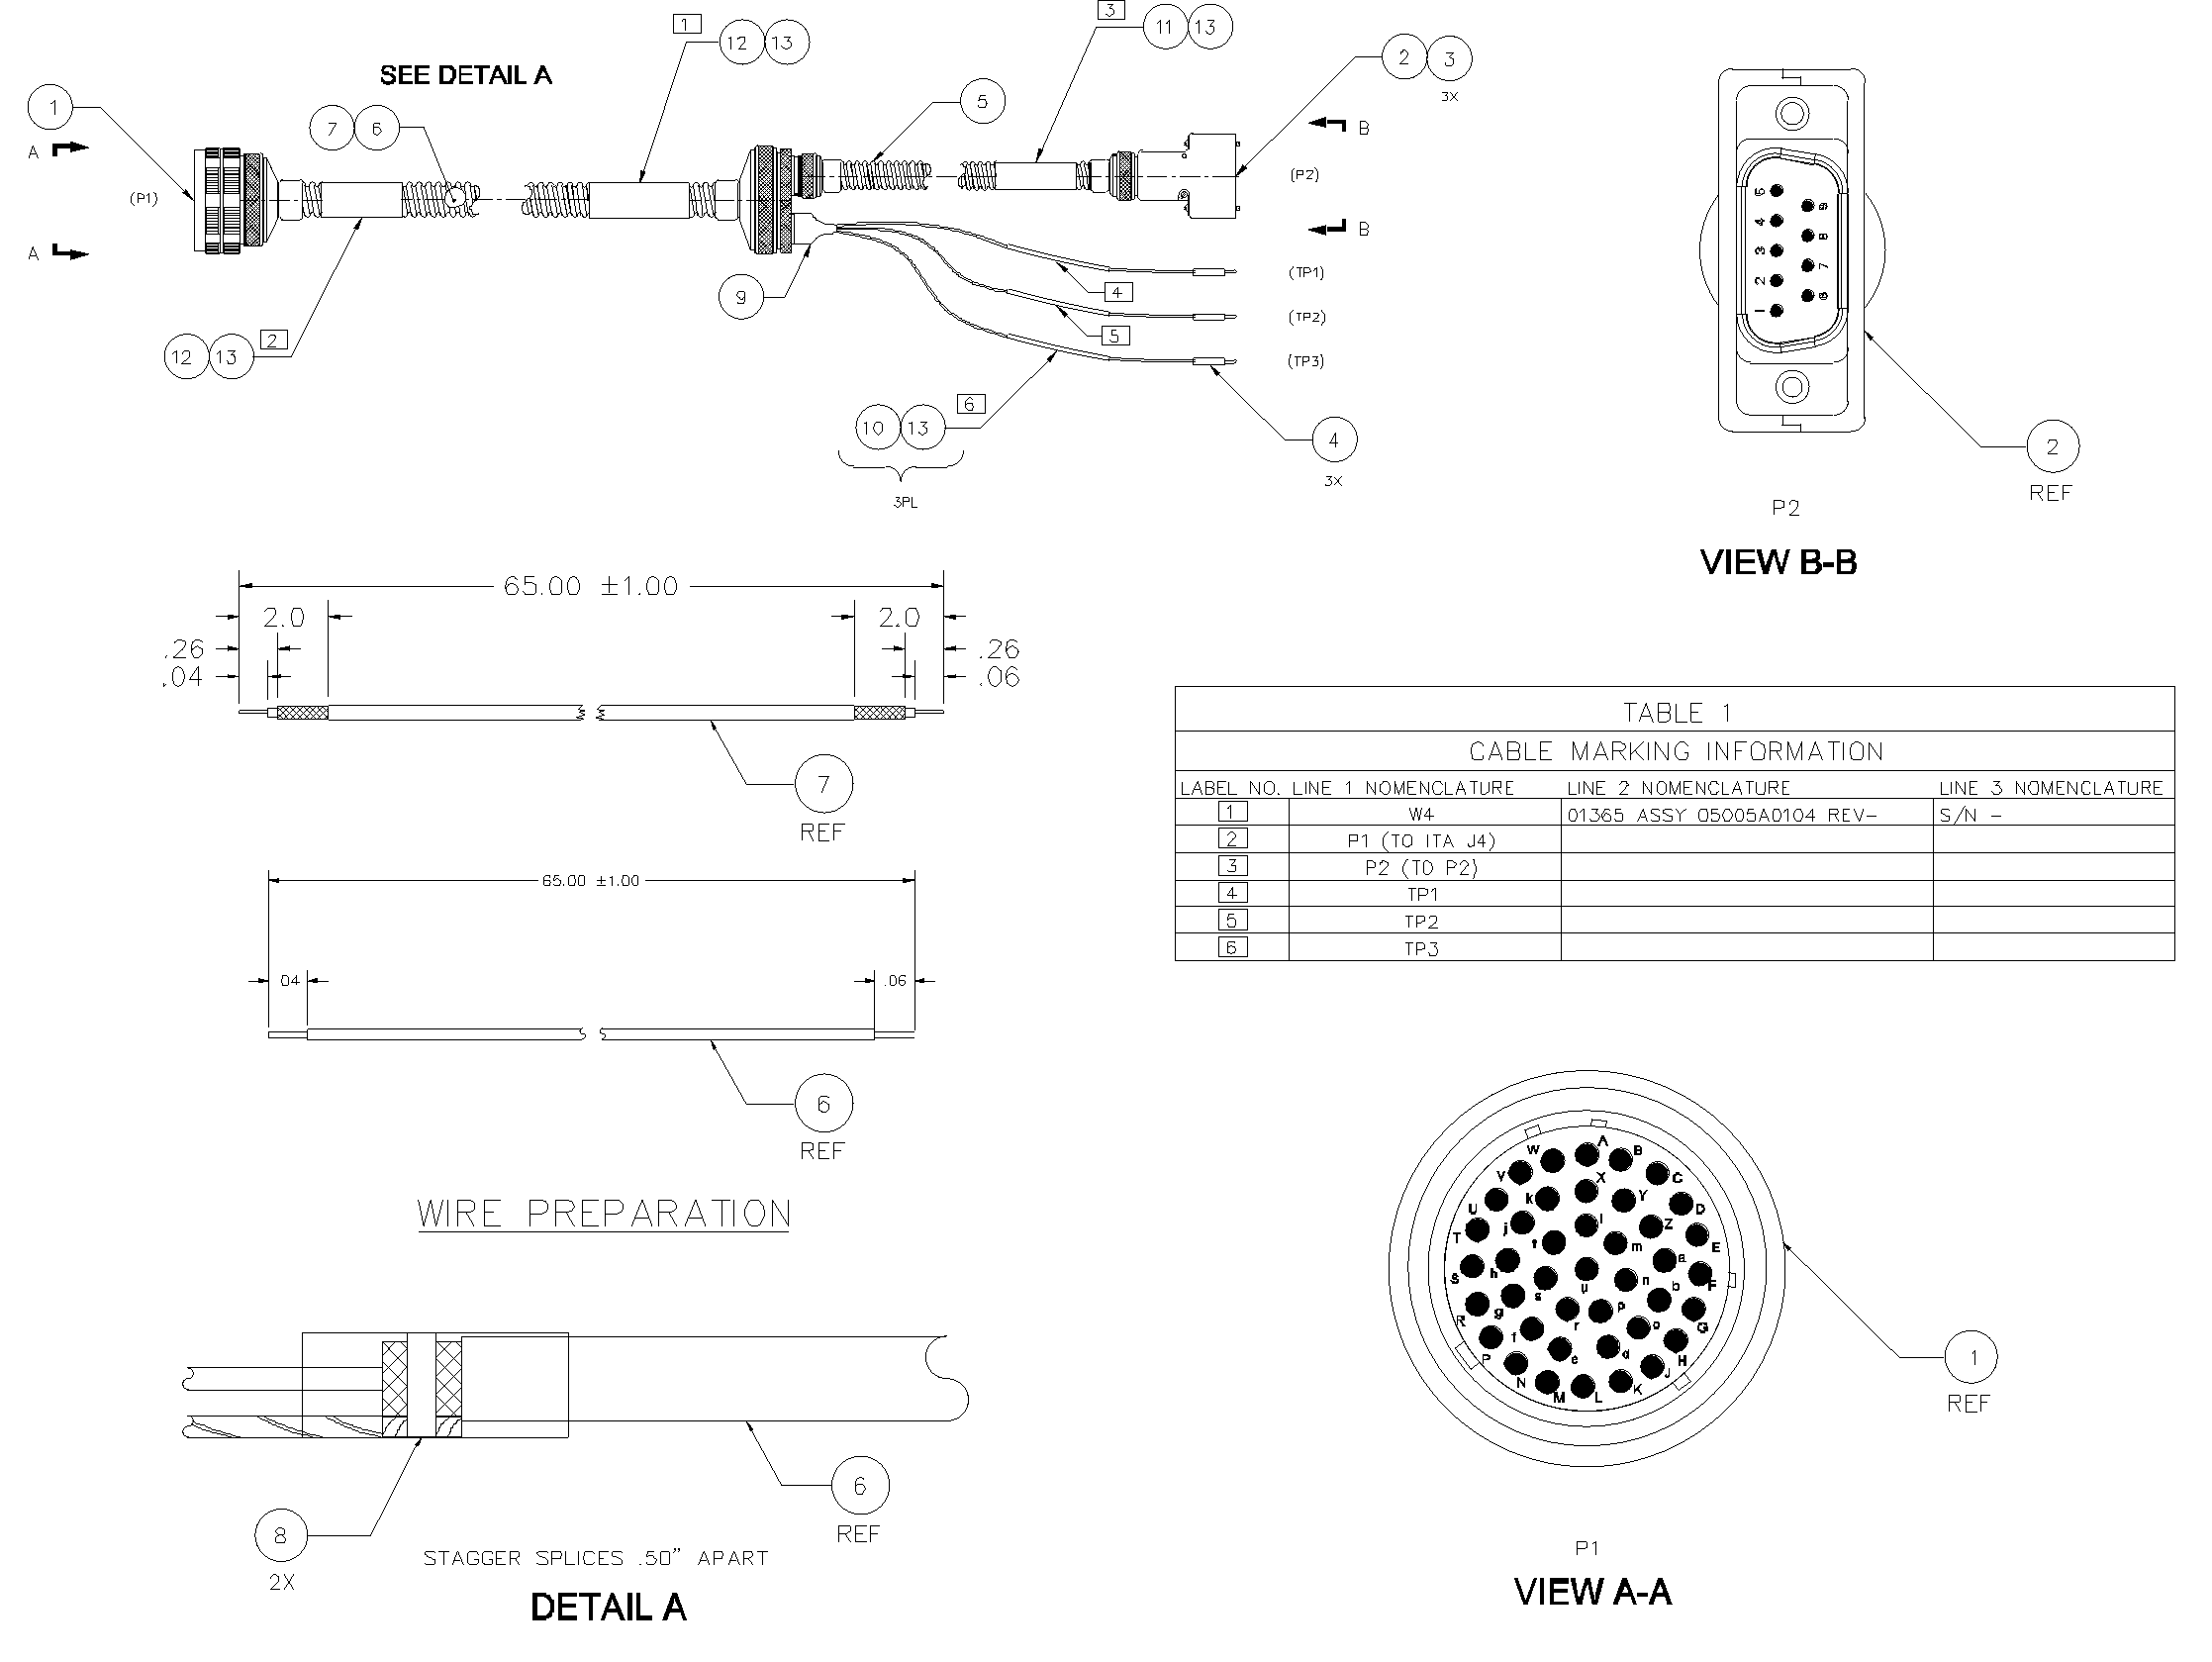 SEE DETAIL A
1
A
(P1)
A
7 6
1
12 13
5
3
11 13
2 3
3X
B
(P2)
B
9
12 13
2
4
5
(TP1)
(TP2)
(TP3)
10 13
6
3PL
4
3X
5
4
3
2
1
9
8
7
6
2
REF
P2
VIEW B-B
65.00 ±1.00
2.0
2.0
.26
.26
.04
.06
7
REF
65.00 ±1.00
.04
.06
6
REF
WIRE PREPARATION
TABLE 1
CABLE MARKING INFORMATION
LABEL NO. LINE 1 NOMENCLATURE LINE 2 NOMENCLATURE LINE 3 NOMENCLATURE
1 W4 01365 ASSY 05005A0104 REV- S/N -
2 P1 (TO ITA J4)
3 P2 (TO P2)
4 TP1
5 TP2
6 TP3
W A B
V X C
U k Y D
T j l Z
t m E
S h a
s u n b F
R g r p G
f o
P e d H
N J
M L K
1
REF
P1
VIEW A-A
6
REF
8
2X
STAGGER SPLICES .50" APART
DETAIL A